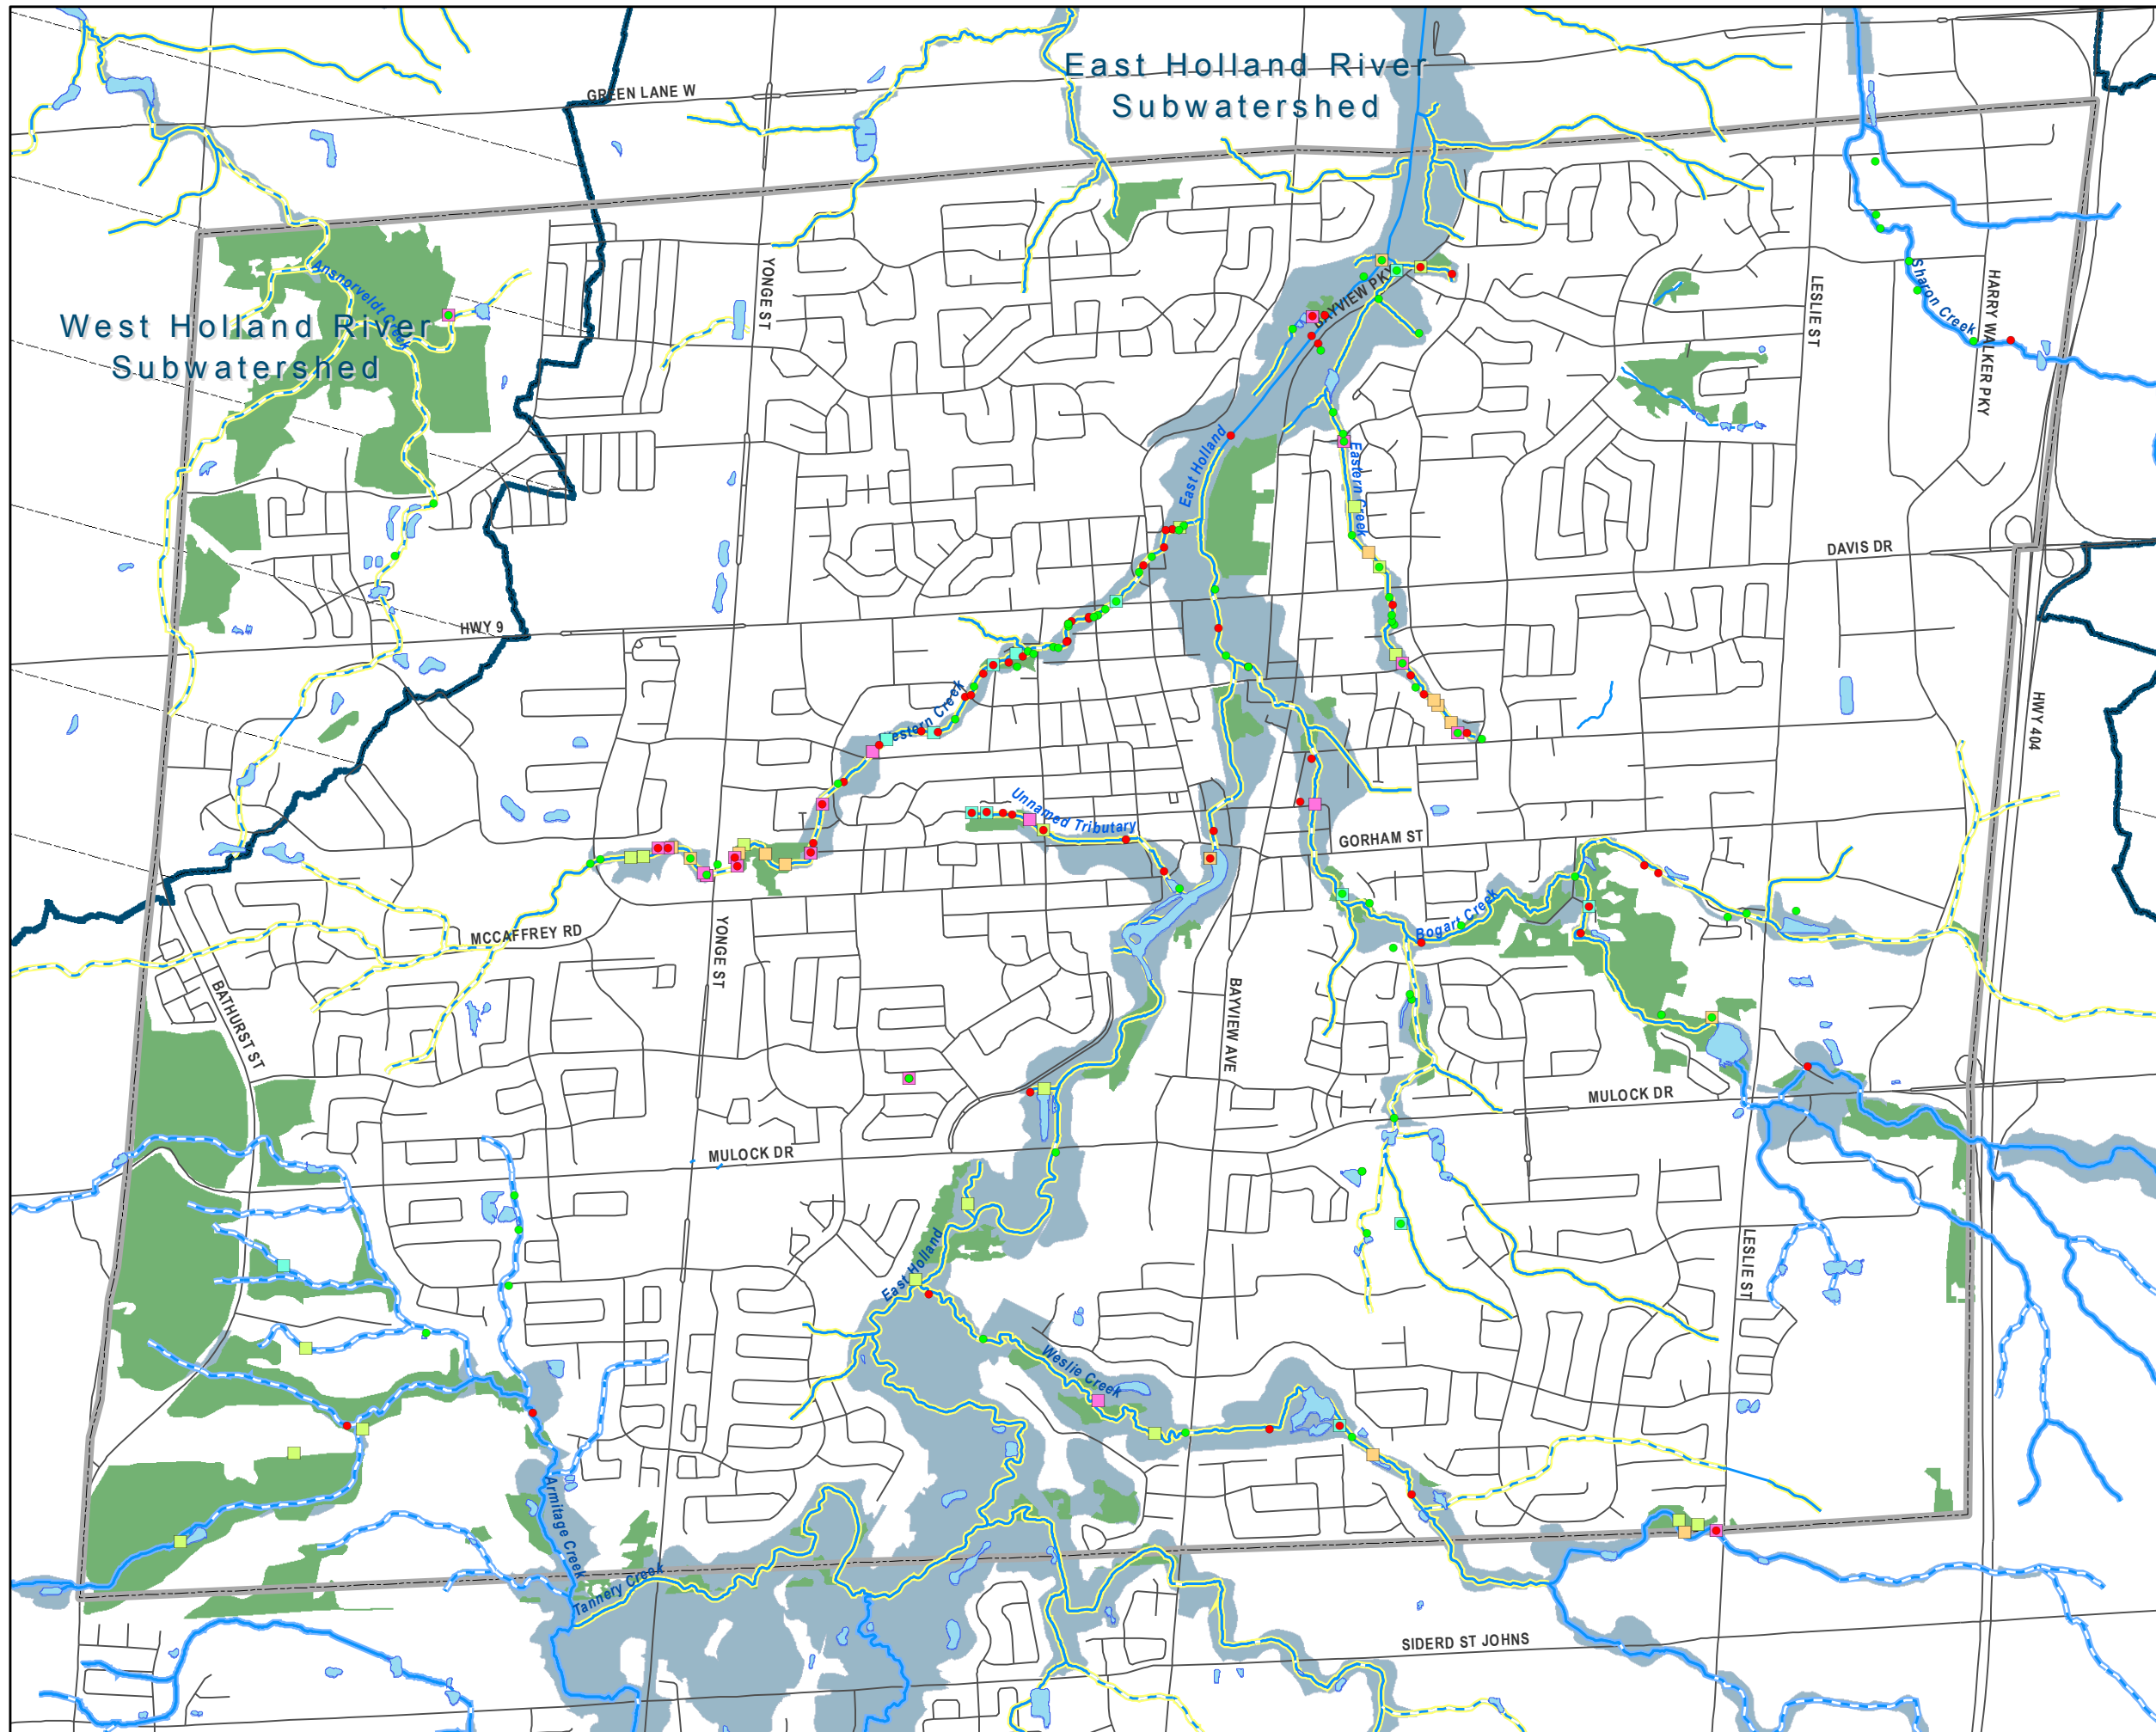 East Holland River
Subwatershed
GREEN LANE W
YONGE ST
Ansnorveldt Creek
West Holland River
Subwatershed
BAYVIEW PKY
LESLIE ST
Sharon Creek
HARRY WALKER PKY
East Holland
Eastern Creek
DAVIS DR
HWY 9
Western Creek
HWY 404
Unnamed Tributary
GORHAM ST
Bogart Creek
MCCAFFREY RD
YONGE ST
BATHURST ST
BAYVIEW AVE
MULOCK DR
MULOCK DR
East Holland
LESLIE ST
Weslie Creek
Armitage Creek
Tannery Creek
SIDERD ST JOHNS